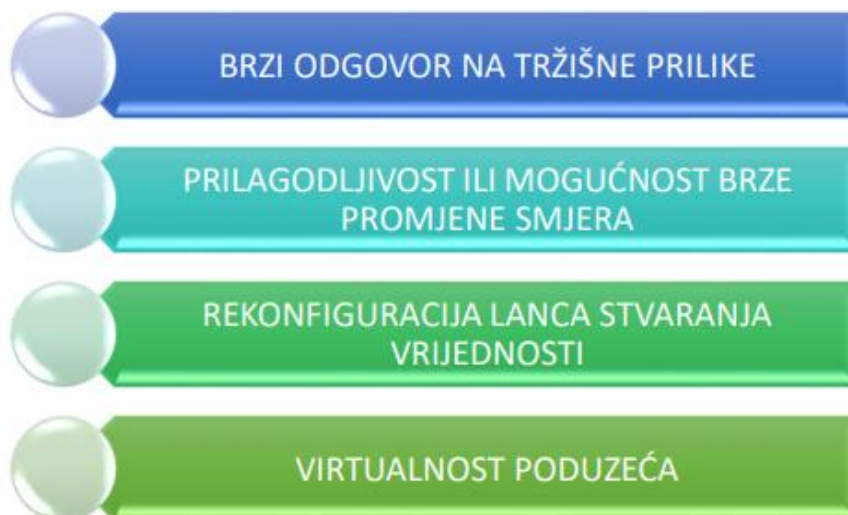 BRZI ODGOVOR NA TRŽIŠNE PRILIKE
PRILAGODLJIVOST ILI MOGUĆNOST BRZE
PROMJENE SMJERA
REKONFIGURACIJA LANCA STVARANJA
VRIJEDNOSTI
VIRTUALNOST PODUZEĆA